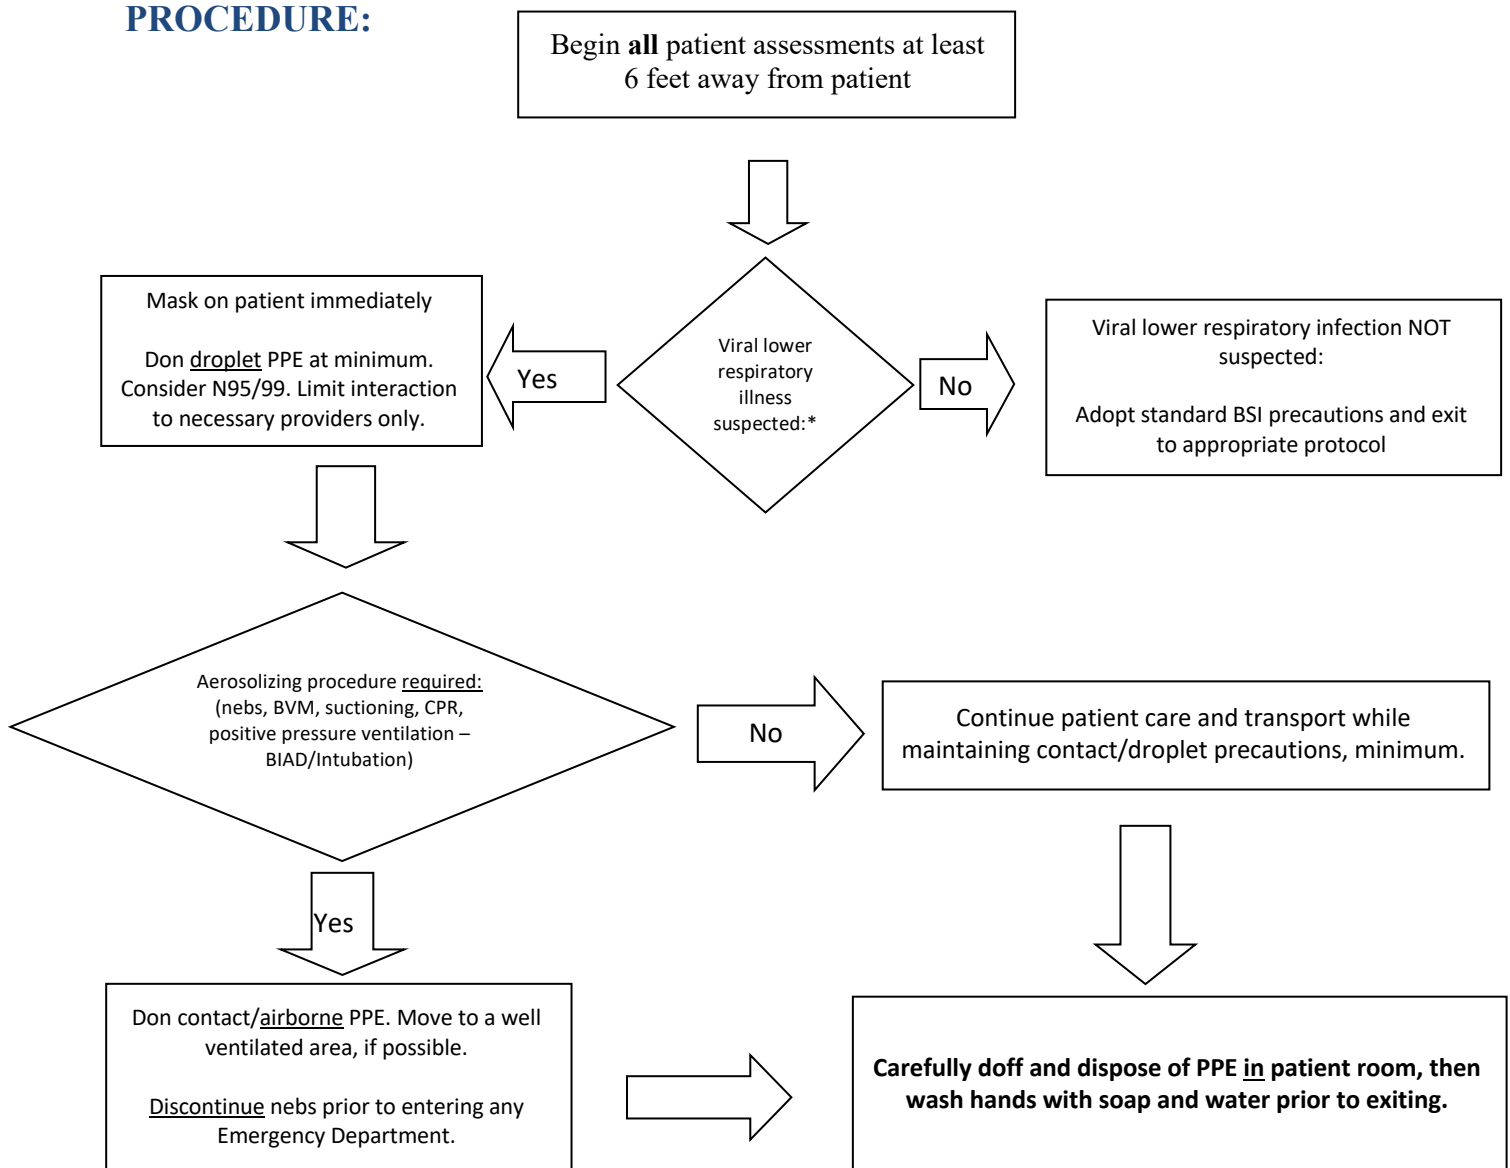 PROCEDURE:
Begin all patient assessments at least
6 feet away from patient
Mask on patient immediately
Don droplet PPE at minimum.
Consider N95/99. Limit interaction
to necessary providers only.
Yes
Viral lower
respiratory
illness
suspected:*
No
Viral lower respiratory infection NOT
suspected:
Adopt standard BSI precautions and exit
to appropriate protocol
Aerosolizing procedure required:
(nebs, BVM, suctioning, CPR,
positive pressure ventilation –
BIAD/Intubation)
No
Continue patient care and transport while
maintaining contact/droplet precautions, minimum.
Yes
Don contact/airborne PPE. Move to a well
ventilated area, if possible.
Discontinue nebs prior to entering any
Emergency Department.
Carefully doff and dispose of PPE in patient room, then
wash hands with soap and water prior to exiting.